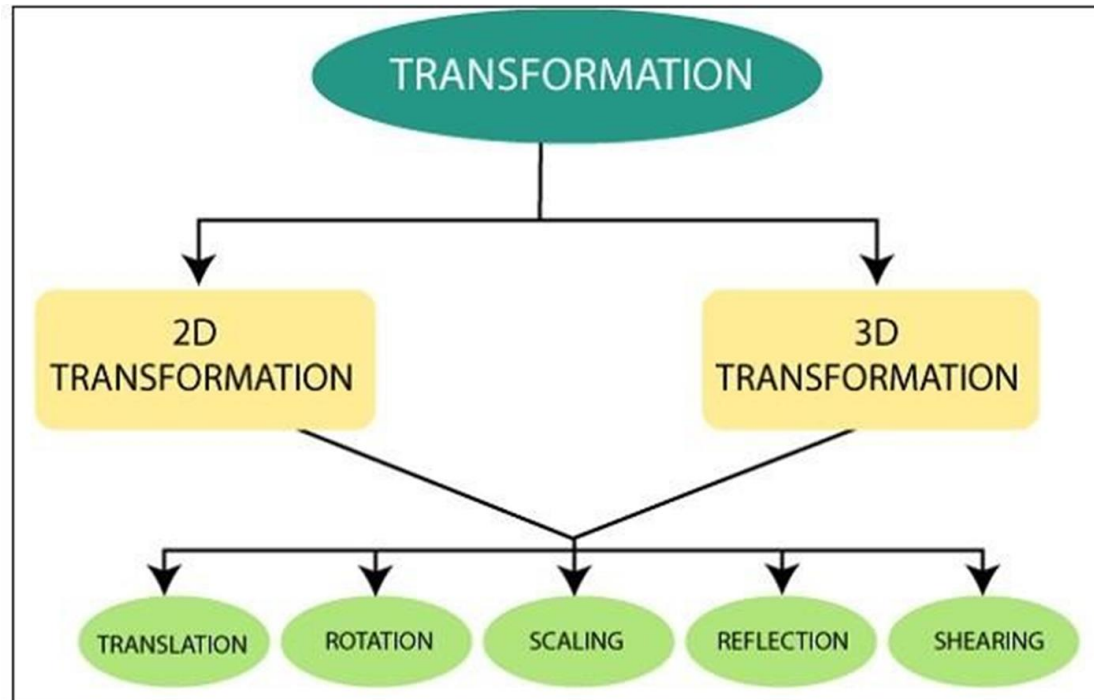 TRANSFORMATION
2D
TRANSFORMATION
3D
TRANSFORMATION
TRANSLATION
ROTATION
SCALING
REFLECTION
SHEARING